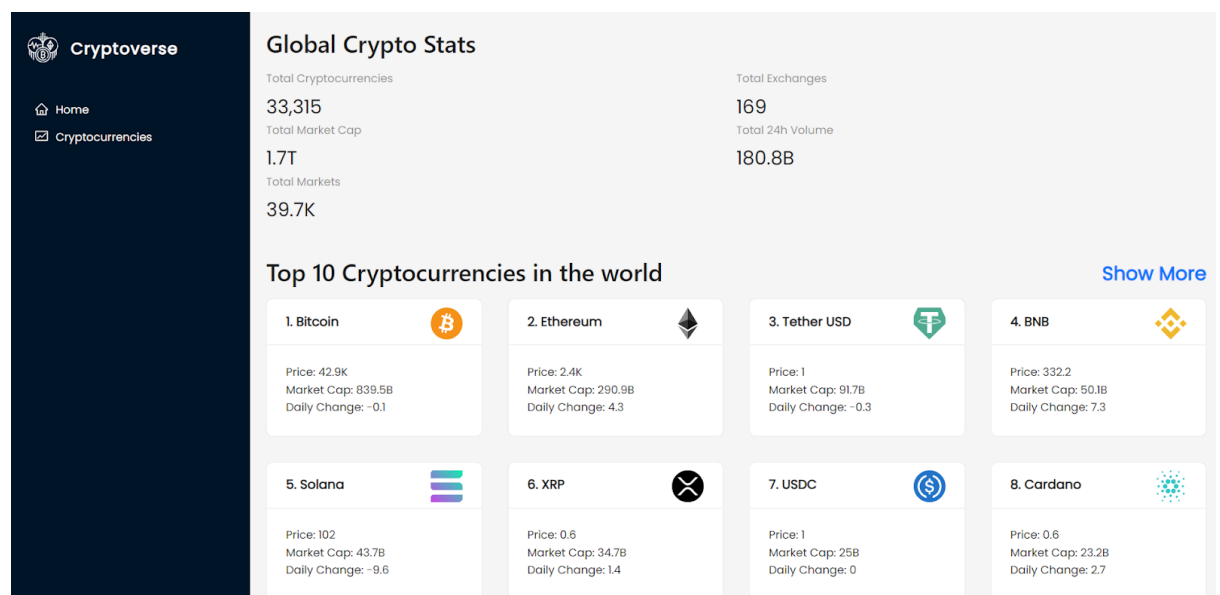 Cryptoverse
Home
Cryptocurrencies
Global Crypto Stats
Total Cryptocurrencies
33,315
Total Exchanges
169
Total Market Cap
1.7T
Total 24h Volume
180.8B
Total Markets
39.7K
Top 10 Cryptocurrencies in the world
Show More
1. Bitcoin
Price: 42.9K
Market Cap: 839.5B
Daily Change: -0.1
2. Ethereum
Price: 2.4K
Market Cap: 290.9B
Daily Change: 4.3
3. Tether USD
Price: 1
Market Cap: 91.7B
Daily Change: -0.3
4. BNB
Price: 332.2
Market Cap: 50.1B
Daily Change: 7.3
5. Solana
Price: 102
Market Cap: 43.7B
Daily Change: -9.6
6. XRP
Price: 0.6
Market Cap: 34.7B
Daily Change: 1.4
7. USDC
Price: 1
Market Cap: 25B
Daily Change: 0
8. Cardano
Price: 0.6
Market Cap: 23.2B
Daily Change: 2.7